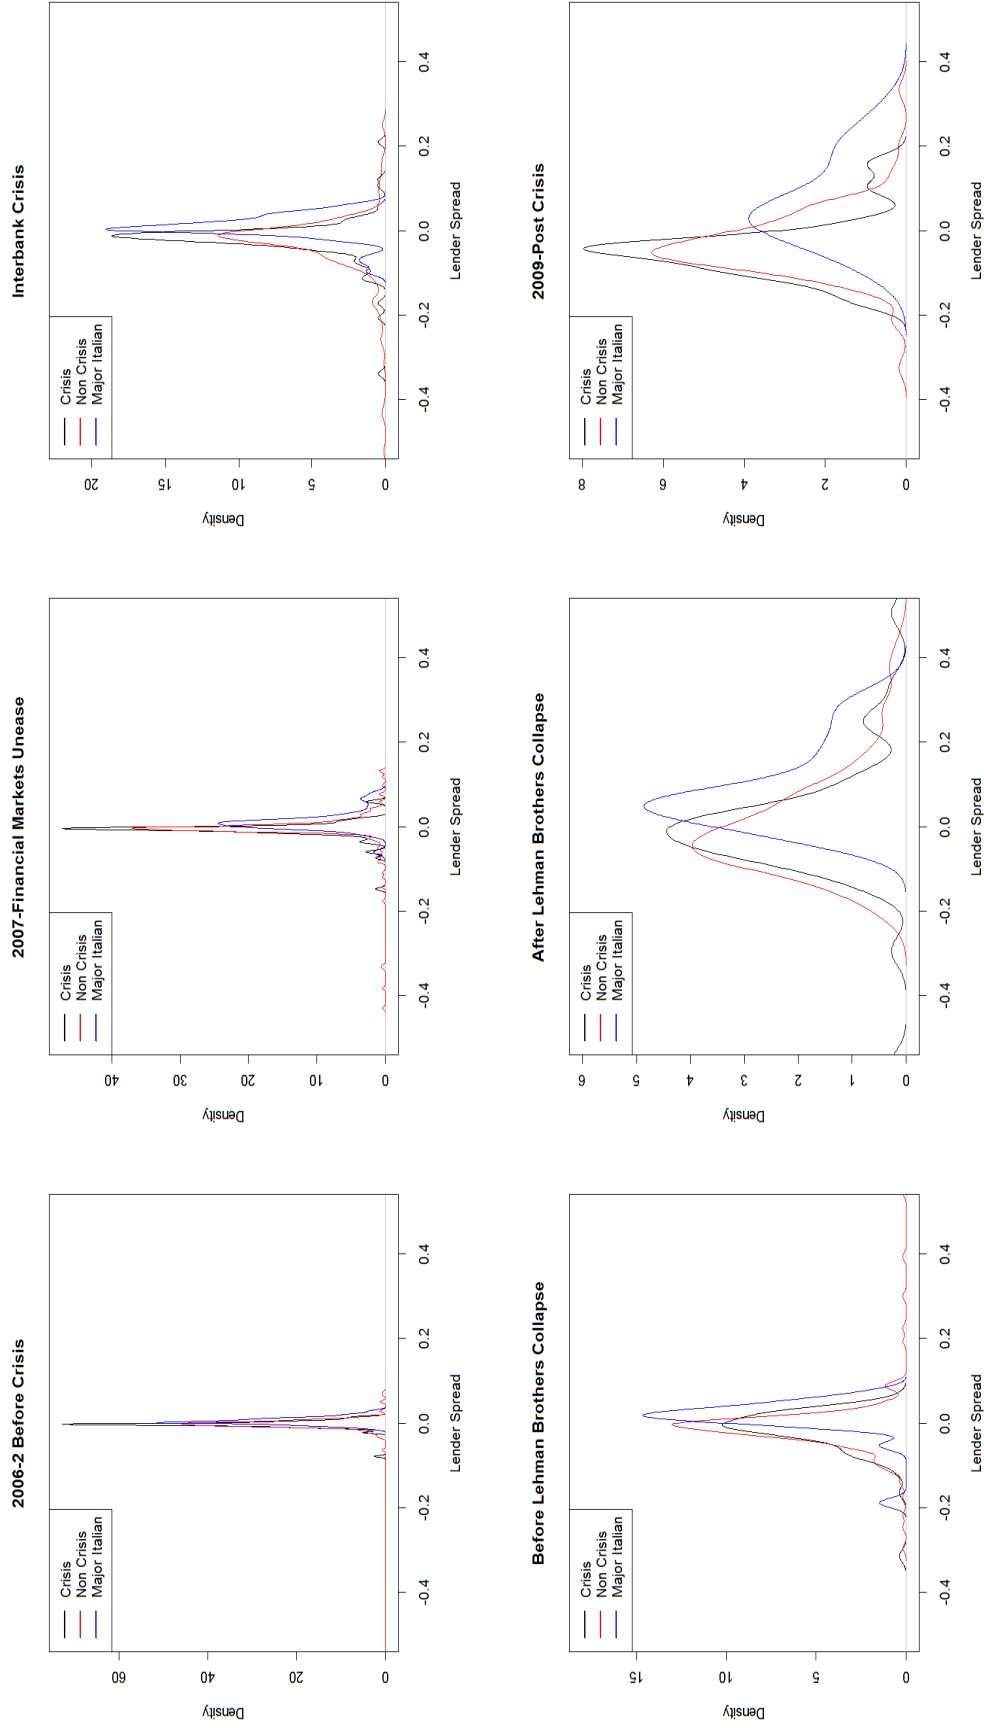 2006-2 Before Crisis
Density
0
20
40
60
Crisis
Non Crisis
Major Italian
-0.4
-0.2
0.0
0.2
0.4
Lender Spread
2007-Financial Markets Unease
Density
0
10
20
30
40
Crisis
Non Crisis
Major Italian
-0.4
-0.2
0.0
0.2
0.4
Lender Spread
Interbank Crisis
Density
0
5
10
15
20
Crisis
Non Crisis
Major Italian
-0.4
-0.2
0.0
0.2
0.4
Lender Spread
Before Lehman Brothers Collapse
Density
0
5
10
15
Crisis
Non Crisis
Major Italian
-0.4
-0.2
0.0
0.2
0.4
Lender Spread
After Lehman Brothers Collapse
Density
0
1
2
3
4
5
6
Crisis
Non Crisis
Major Italian
-0.4
-0.2
0.0
0.2
0.4
Lender Spread
2009-Post Crisis
Density
0
2
4
6
8
Crisis
Non Crisis
Major Italian
-0.4
-0.2
0.0
0.2
0.4
Lender Spread